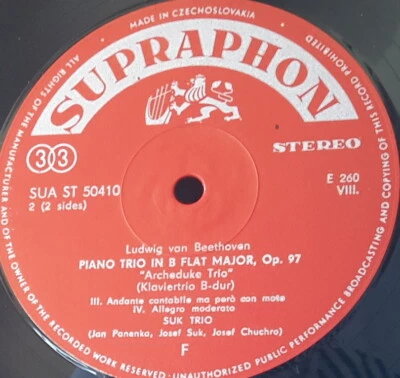 MADE IN CZECHOSLOVAKIA
ALL RIGHTS OF THE MANUFACTURER AND OF THE OWNER OF THE RECORDED WORK RESERVED - UNAUTHORIZED PUBLIC PERFORMANCE BROADCASTING AND COPYING OF THIS RECORD PROHIBITED
SUPRAPHON
33
STEREO
SUA ST 50410
2 (2 sides)
E 260
VIII.
Ludwig van Beethoven
PIANO TRIO IN B FLAT MAJOR, Op. 97
"Archeduke Trio"
(Klaviertrio B-dur)
III. Andante cantabile ma però con moto
IV. Allegro moderato
SUK TRIO
(Jan Panenka, Josef Suk, Josef Chuchro)
F